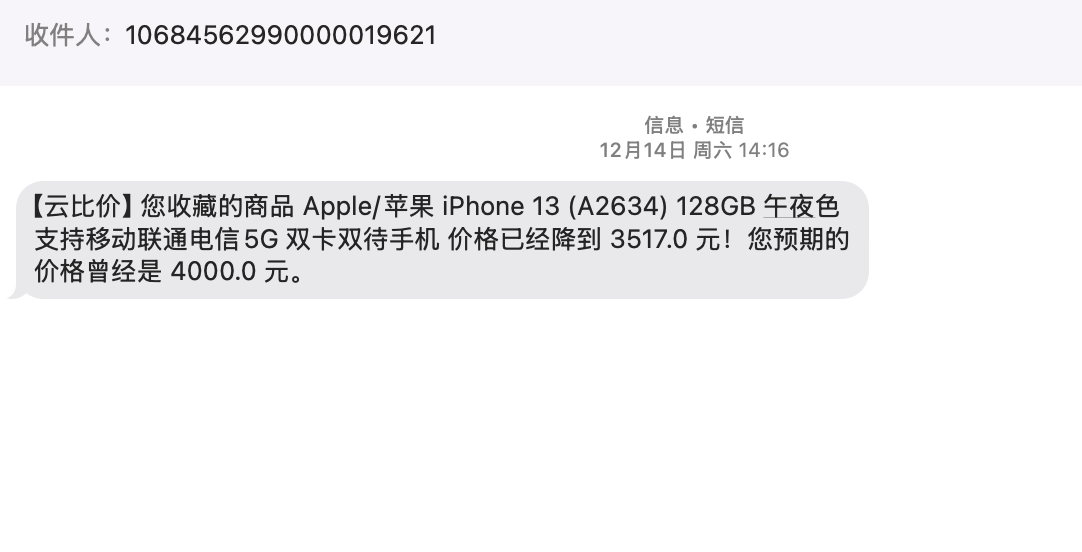 收件人：10684562990000019621
信息・短信
12月14日 周六 14:16
【云比价】您收藏的商品 Apple/苹果 iPhone 13 (A2634) 128GB 午夜色
支持移动联通电信5G 双卡双待手机 价格已经降到 3517.0 元！您预期的
价格曾经是 4000.0 元。